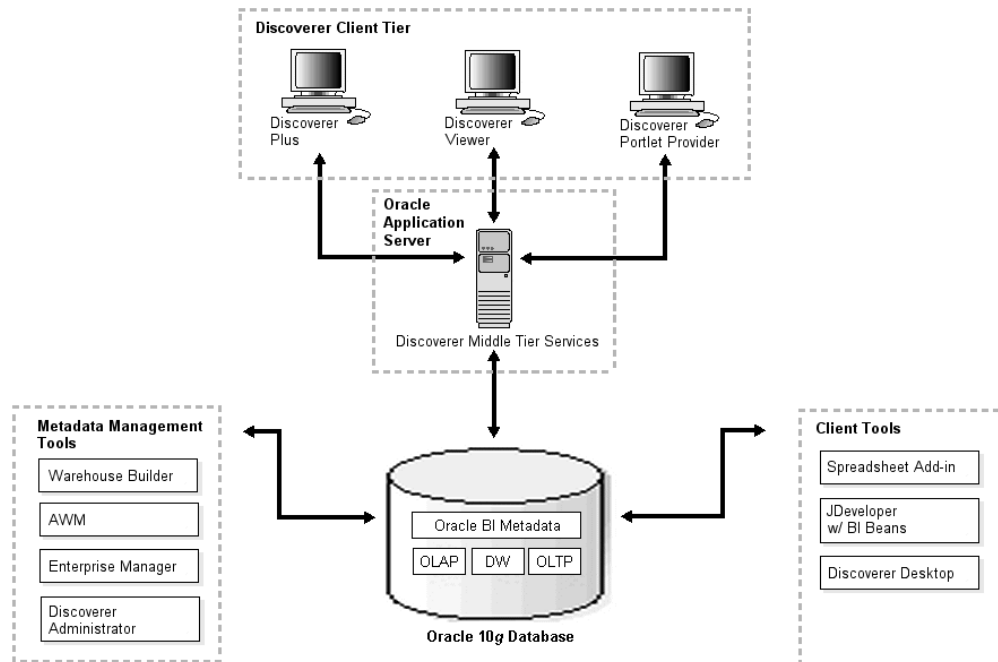 Discoverer Client Tier
Discoverer
Plus
Discoverer
Viewer
Discoverer
Portlet Provider
Oracle
Application
Server
Discoverer Middle Tier Services
Metadata Management
Tools
Warehouse Builder
AWM
Enterprise Manager
Discoverer
Administrator
Oracle BI Metadata
OLAP
DW
OLTP
Oracle 10g Database
Client Tools
Spreadsheet Add-in
JDeveloper
w/ BI Beans
Discoverer Desktop